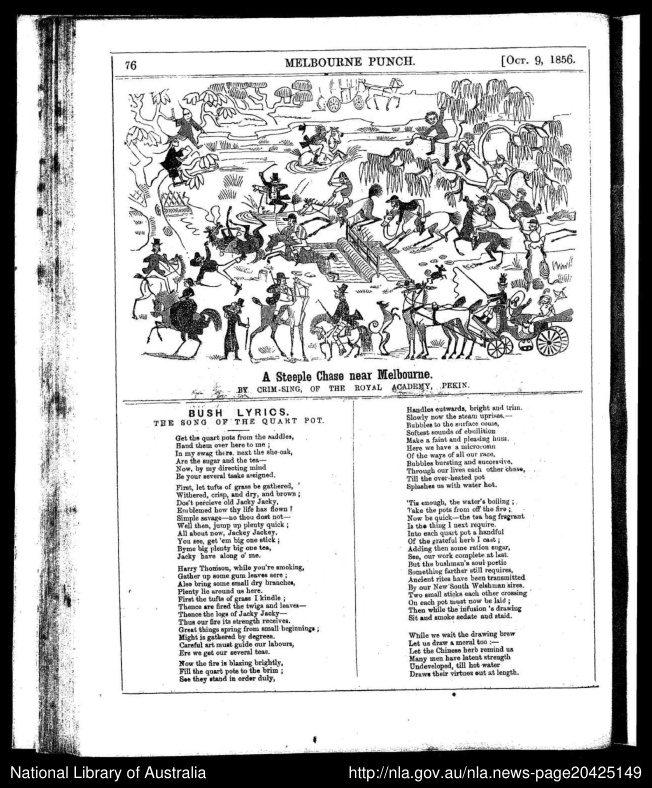 76
MELBOURNE PUNCH.
[OCT. 9, 1856.
A Steeple Chase near Melbourne.
BY CRIM-SING, OF THE ROYAL ACADEMY, PEKIN.
BUSH LYRICS.
THE SONG OF THE QUART POT.
Get the quart pots from the saddles,
Hand them over here to me ;
In my swag there, next the she-oak,
Are the sugar and the tea—
Now, by my directing mind
Be your several tasks assigned.
First, let tufts of grass be gathered,
Withered, crisp, and dry, and brown ;
Dos't percieve old Jacky Jacky,
Emblemed how thy life has flown !
Simple savage—no thou dost not—
Well then, jump up plenty quick ;
All about now, Jackey Jackey.
You see, get 'em big one stick ;
Byme big plenty big one tea,
Jacky have along o' me.
Harry Thomson, while you're smoking,
Gather up some gum leaves sere ;
Also bring some small dry branches,
Plenty lie around us here.
First the tufts of grass I kindle ;
Thence are fired the twigs and leaves—
Thence the logs of Jacky Jacky—
Thus our fire its strength receives.
Great things spring from small beginnings ;
Might is gathered by degrees.
Careful art must guide our labours,
Ere we get our several teas.
Now the fire is blazing brightly,
Fill the quart pots to the brim ;
See they stand in order duly,
Handles outwards, bright and trim.
Slowly now the steam uprises,—
Bubbles to the surface come,
Softest sounds of ebullition
Make a faint and pleasing hum.
Here we have a microcosm
Of the ways of all our race,
Bubbles bursting and successive,
Through our lives each other chase,
Till the over-heated pot
Splashes us with water hot.
'Tis enough, the water's boiling ;
Take the pots from off the fire ;
Now be quick—the tea bag fragrant
Is the thing I next require.
Into each quart pot a handful
Of the grateful herb I cast ;
Adding then some ration sugar,
See, our work complete at last.
But the bushman's soul poetic
Something farther still requires,
Ancient rites have been transmitted
By our New South Welshman sires.
Two small sticks each other crossing
On each pot must now be laid ;
Then while the infusion 's drawing
Sit and smoke sedate and staid.
While we wait the drawing brew
Let us draw a moral too :—
Let the Chinese herb remind us
Many men have latent strength
Undeveloped, till hot water
Draws their virtues out at length.
National Library of Australia
http://nla.gov.au/nla.news-page20425149